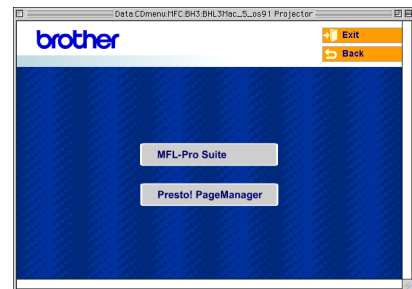 Data:CDmenu:MFC:BH3:BHL3Mac_5_os91 Projector
brother
Exit
Back
MFL-Pro Suite
Presto! PageManager